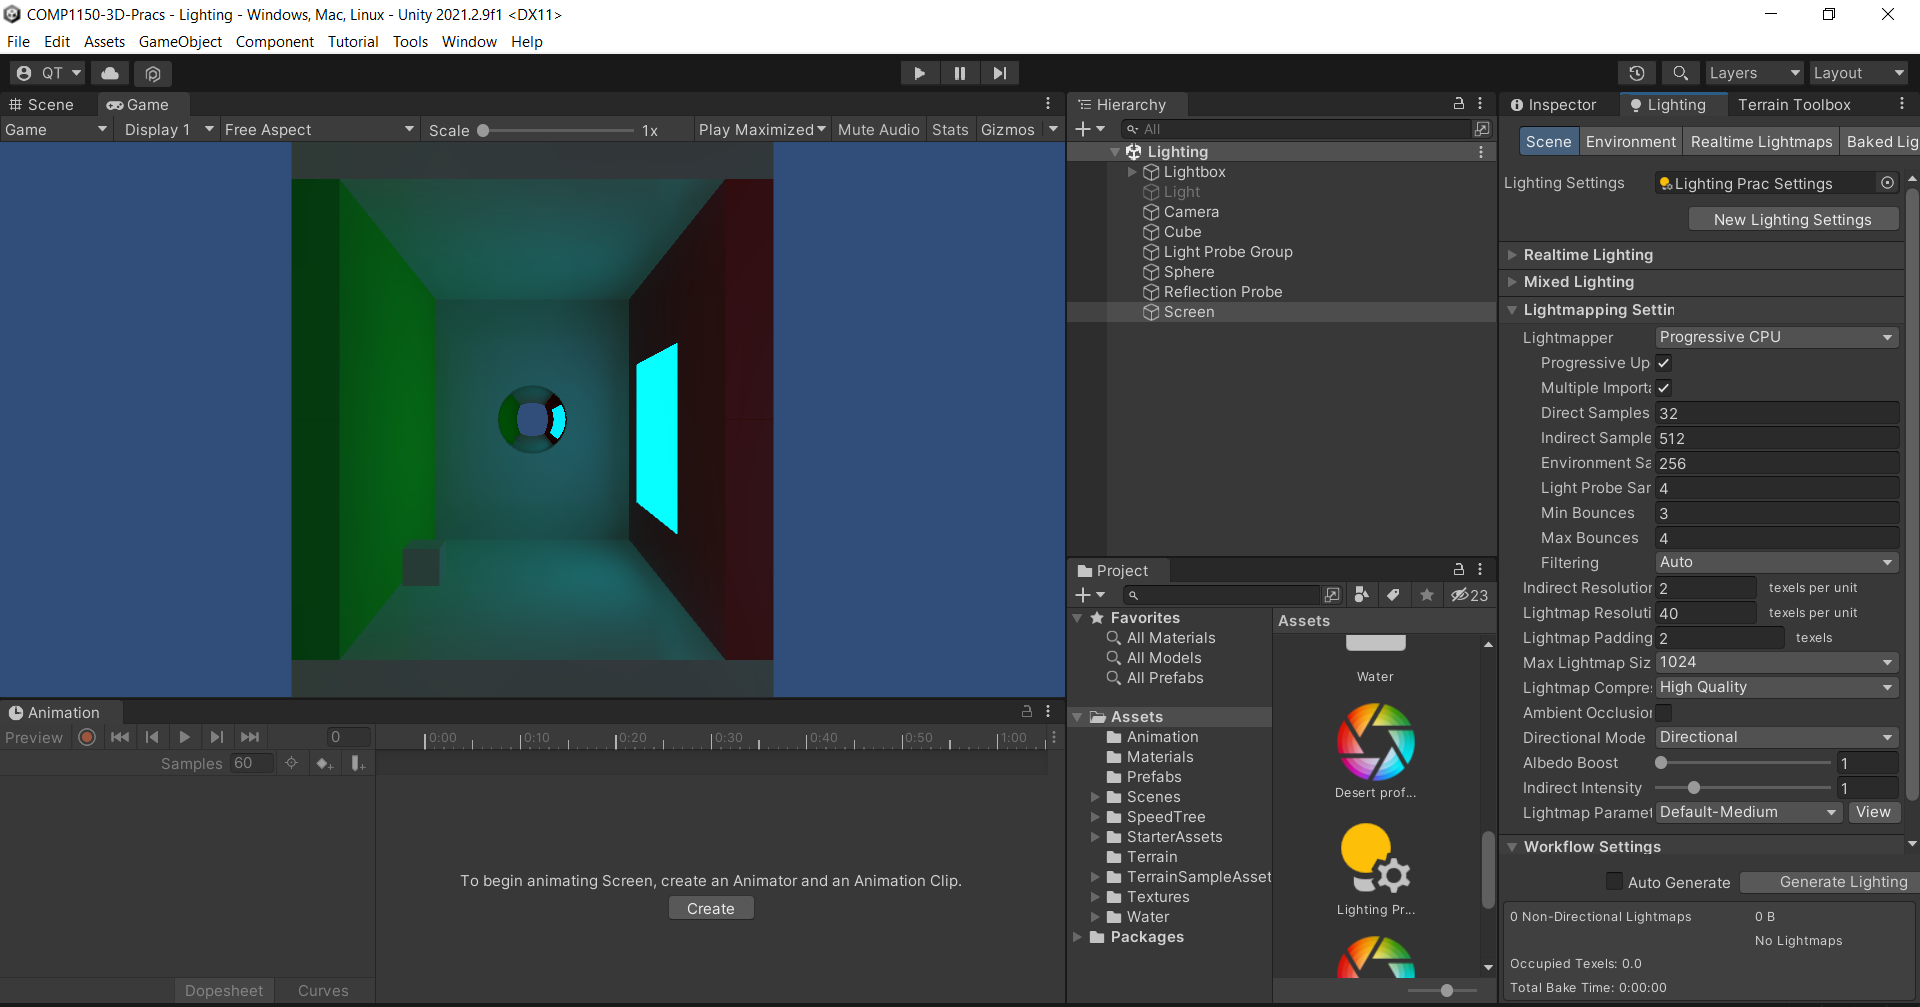 COMP1150-3D-Pracs - Lighting - Windows, Mac, Linux - Unity 2021.2.9f1 <DX11>
File Edit Assets GameObject Component Tutorial Tools Window Help
QT Layers Layout
Scene Game
Game Display 1 Free Aspect Scale 1x Play Maximized Mute Audio Stats Gizmos
Hierarchy
All
Lighting
Lightbox
Light
Camera
Cube
Light Probe Group
Sphere
Reflection Probe
Screen
Inspector Lighting Terrain Toolbox
Scene Environment Realtime Lightmaps Baked Lig
Lighting Settings Lighting Prac Settings
New Lighting Settings
Realtime Lighting
Mixed Lighting
Lightmapping Settin
Lightmapper Progressive CPU
Progressive Up
Multiple Importa
Direct Samples 32
Indirect Sample 512
Environment Sa 256
Light Probe Sar 4
Min Bounces 3
Max Bounces 4
Filtering Auto
Indirect Resolution 2 texels per unit
Lightmap Resoluti 40 texels per unit
Lightmap Padding 2 texels
Max Lightmap Siz 1024
Lightmap Compre High Quality
Ambient Occlusion
Directional Mode Directional
Albedo Boost 1
Indirect Intensity 1
Lightmap Paramet Default-Medium View
Workflow Settings
Auto Generate Generate Lighting
0 Non-Directional Lightmaps 0 B
No Lightmaps
Occupied Texels: 0.0
Total Bake Time: 0:00:00
Project
23
Favorites
All Materials
All Models
All Prefabs
Assets
Animation
Materials
Prefabs
Scenes
SpeedTree
StarterAssets
Terrain
TerrainSampleAsset
Textures
Water
Packages
Assets
Water
Desert prof...
Lighting Pr...
Animation
Preview 0 0:00 0:10 0:20 0:30 0:40 0:50 1:00
Samples 60
To begin animating Screen, create an Animator and an Animation Clip.
Create
Dopesheet Curves